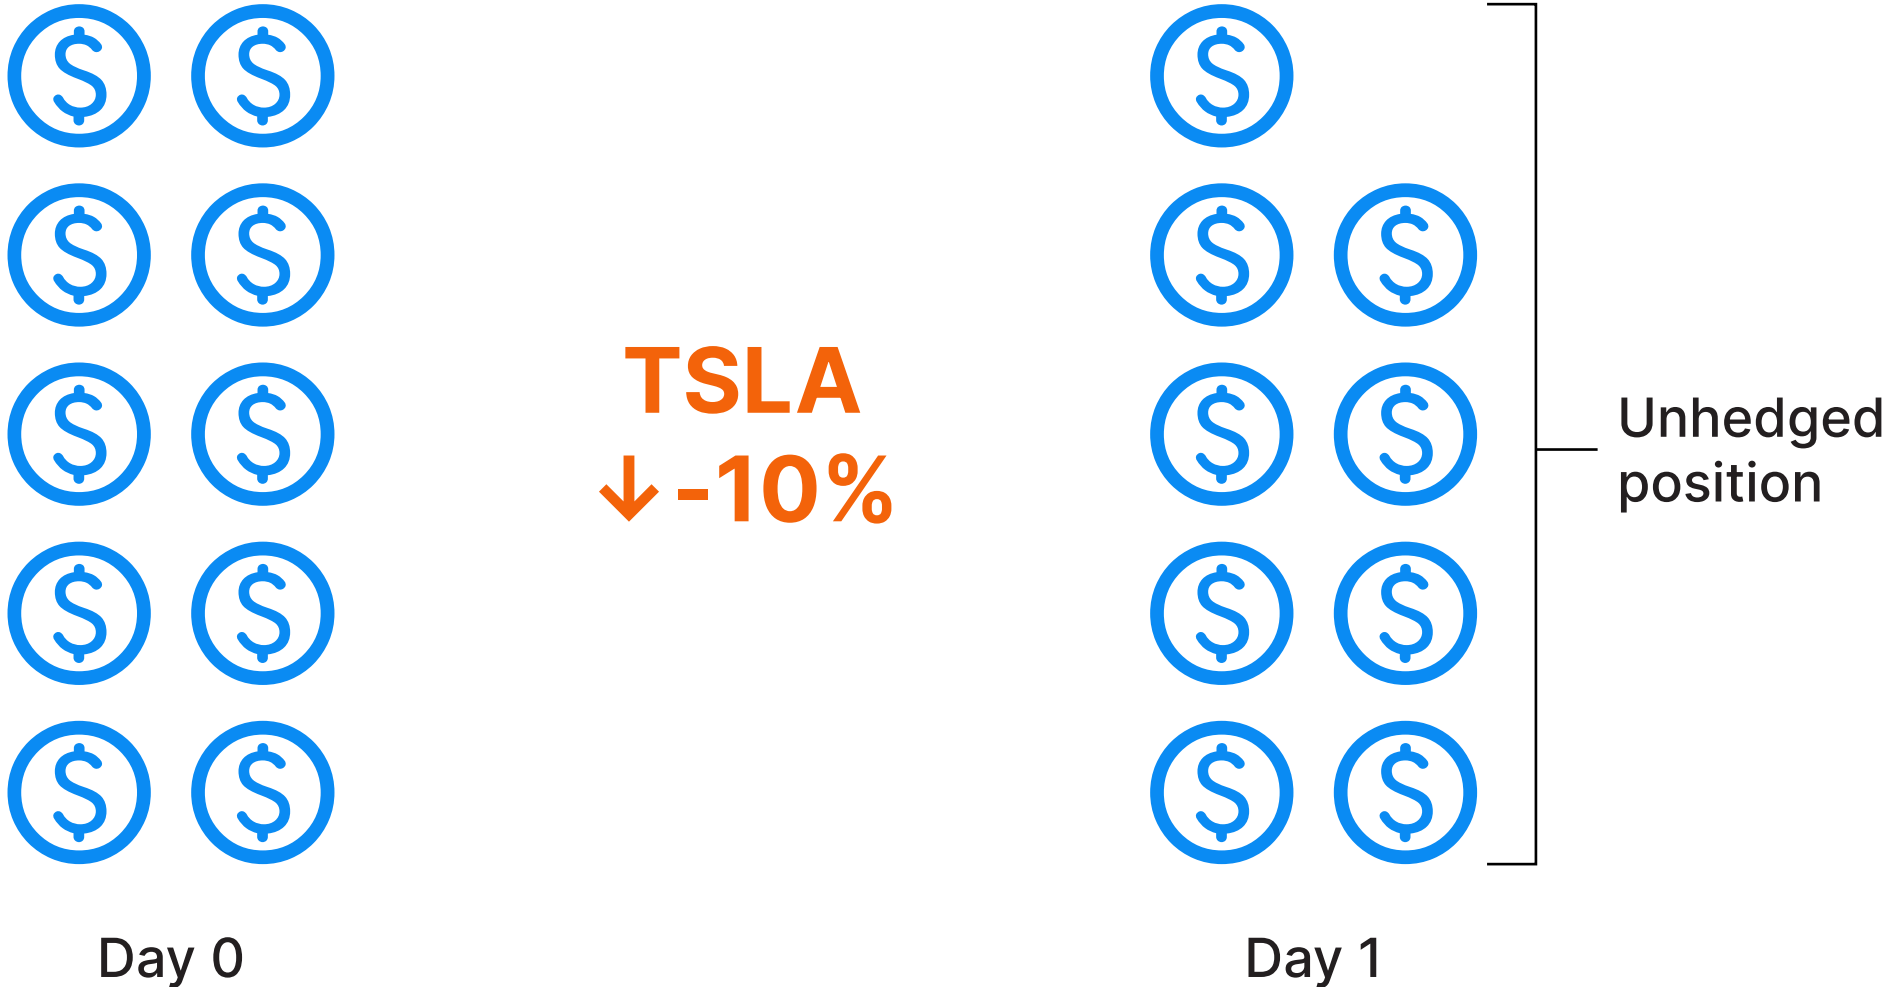 TSLA
↓-10%
Unhedged
position
Day 0
Day 1